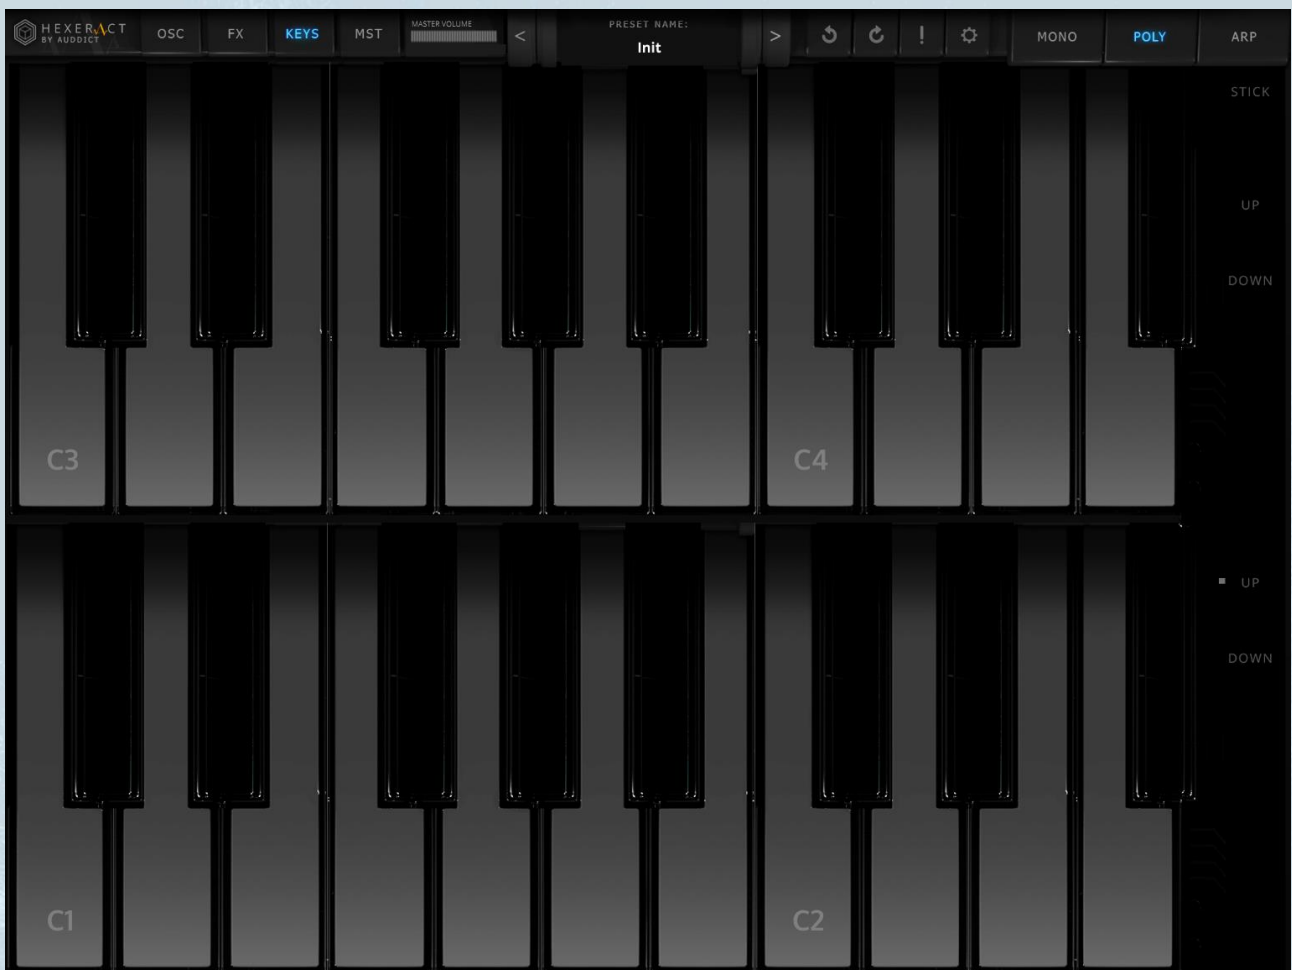 HEXERACT
BY AUDDICT
OSC
FX
KEYS
MST
MASTER VOLUME
<
PRESET NAME:
Init
>
!
MONO
POLY
ARP
STICK
UP
DOWN
C3
C4
UP
DOWN
C1
C2